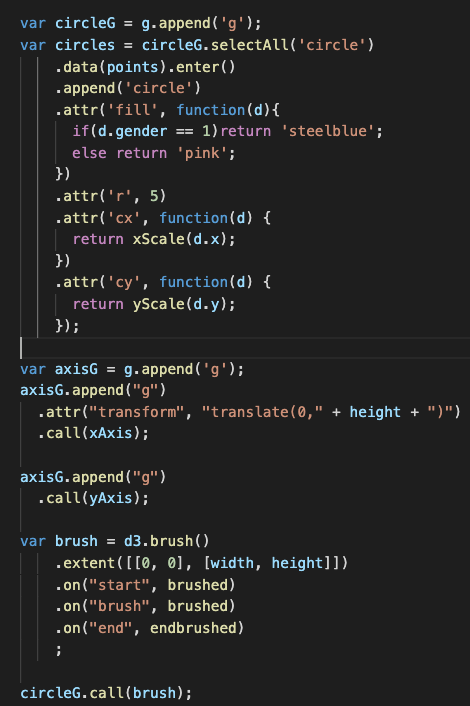 var circleG = g.append('g');
var circles = circleG.selectAll('circle')
    .data(points).enter()
    .append('circle')
    .attr('fill', function(d){
      if(d.gender == 1)return 'steelblue';
      else return 'pink';
    })
    .attr('r', 5)
    .attr('cx', function(d) {
      return xScale(d.x);
    })
    .attr('cy', function(d) {
      return yScale(d.y);
    });

var axisG = g.append('g');
axisG.append("g")
  .attr("transform", "translate(0," + height + ")")
  .call(xAxis);

axisG.append("g")
  .call(yAxis);

var brush = d3.brush()
    .extent([[0, 0], [width, height]])
    .on("start", brushed)
    .on("brush", brushed)
    .on("end", endbrushed)
    ;

circleG.call(brush);